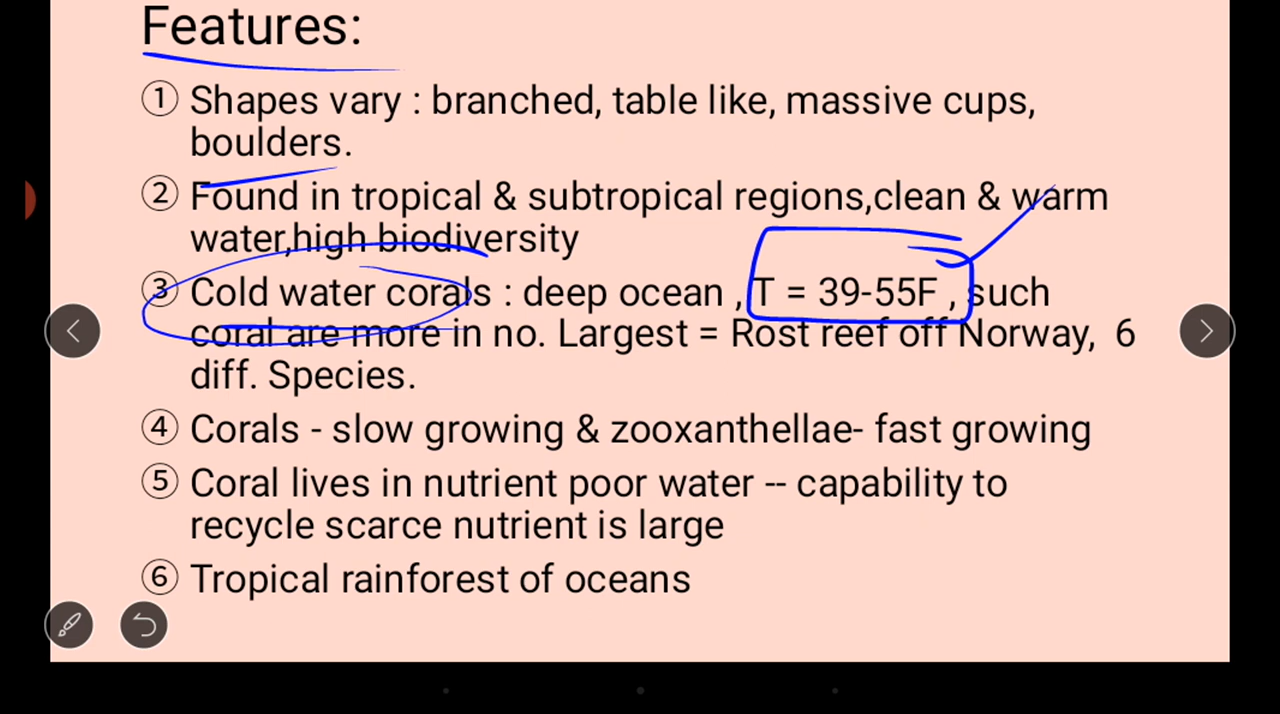 Features:
① Shapes vary : branched, table like, massive cups,
boulders.
② Found in tropical & subtropical regions,clean & warm
water,high biodiversity
③ Cold water corals : deep ocean , T = 39-55F , such
coral are more in no. Largest = Rost reef off Norway, 6
diff. Species.
④ Corals - slow growing & zooxanthellae- fast growing
⑤ Coral lives in nutrient poor water -- capability to
recycle scarce nutrient is large
⑥ Tropical rainforest of oceans